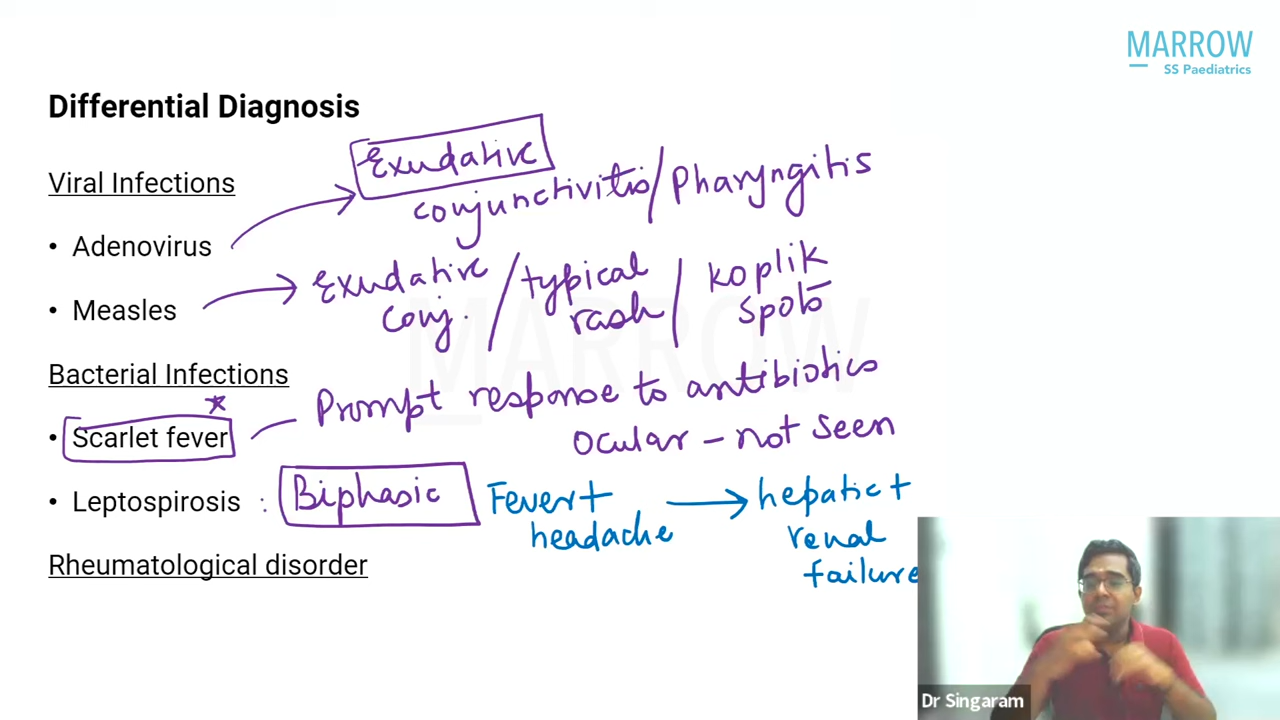 MARROW
SS Paediatrics
Differential Diagnosis
Viral Infections
Exudative
conjunctivitis/Pharyngitis
• Adenovirus
• Measles
Exudative conj. / typical rash / koplik spots
Bacterial Infections
Prompt response to antibiotics
• Scarlet fever
ocular - not seen
• Leptospirosis : Biphasic Fever + headache → hepatic + renal failure
Rheumatological disorder
MARROW
Dr Singaram